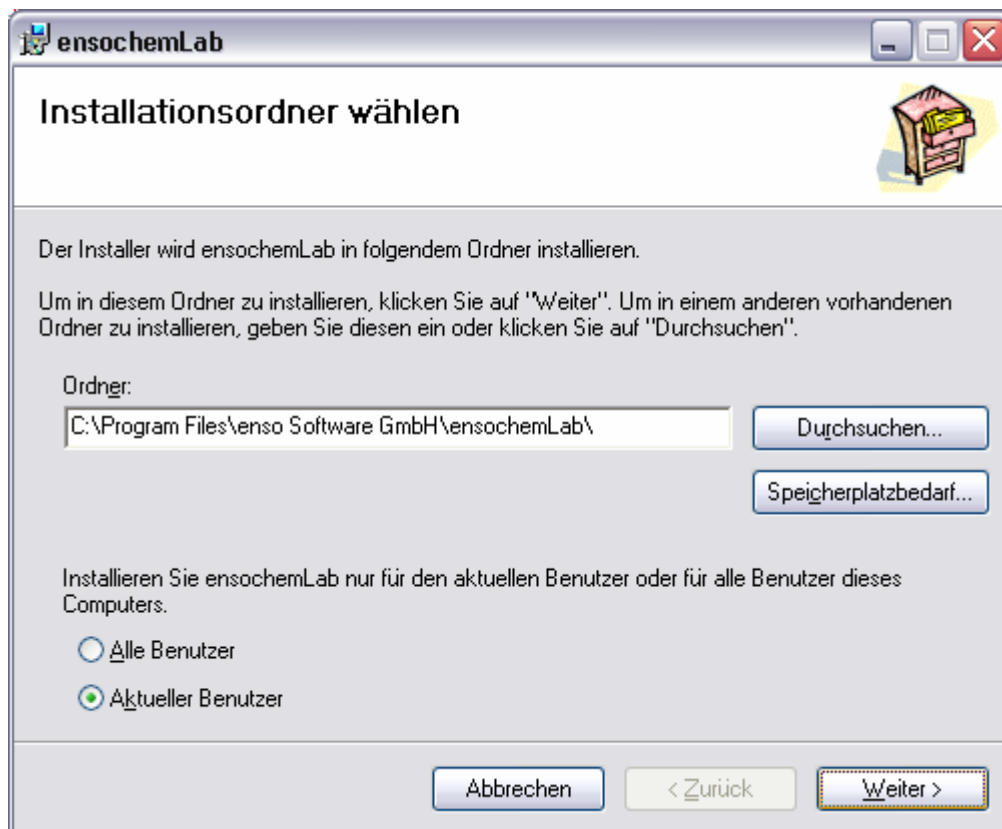 ensochemLab
Installationsordner wählen
Der Installer wird ensochemLab in folgendem Ordner installieren.
Um in diesem Ordner zu installieren, klicken Sie auf "Weiter". Um in einem anderen vorhandenen
Ordner zu installieren, geben Sie diesen ein oder klicken Sie auf "Durchsuchen".
Ordner:
C:\Program Files\enso Software GmbH\ensochemLab\
Durchsuchen...
Speicherplatzbedarf...
Installieren Sie ensochemLab nur für den aktuellen Benutzer oder für alle Benutzer dieses
Computers.
Alle Benutzer
Aktueller Benutzer
Abbrechen
< Zurück
Weiter >